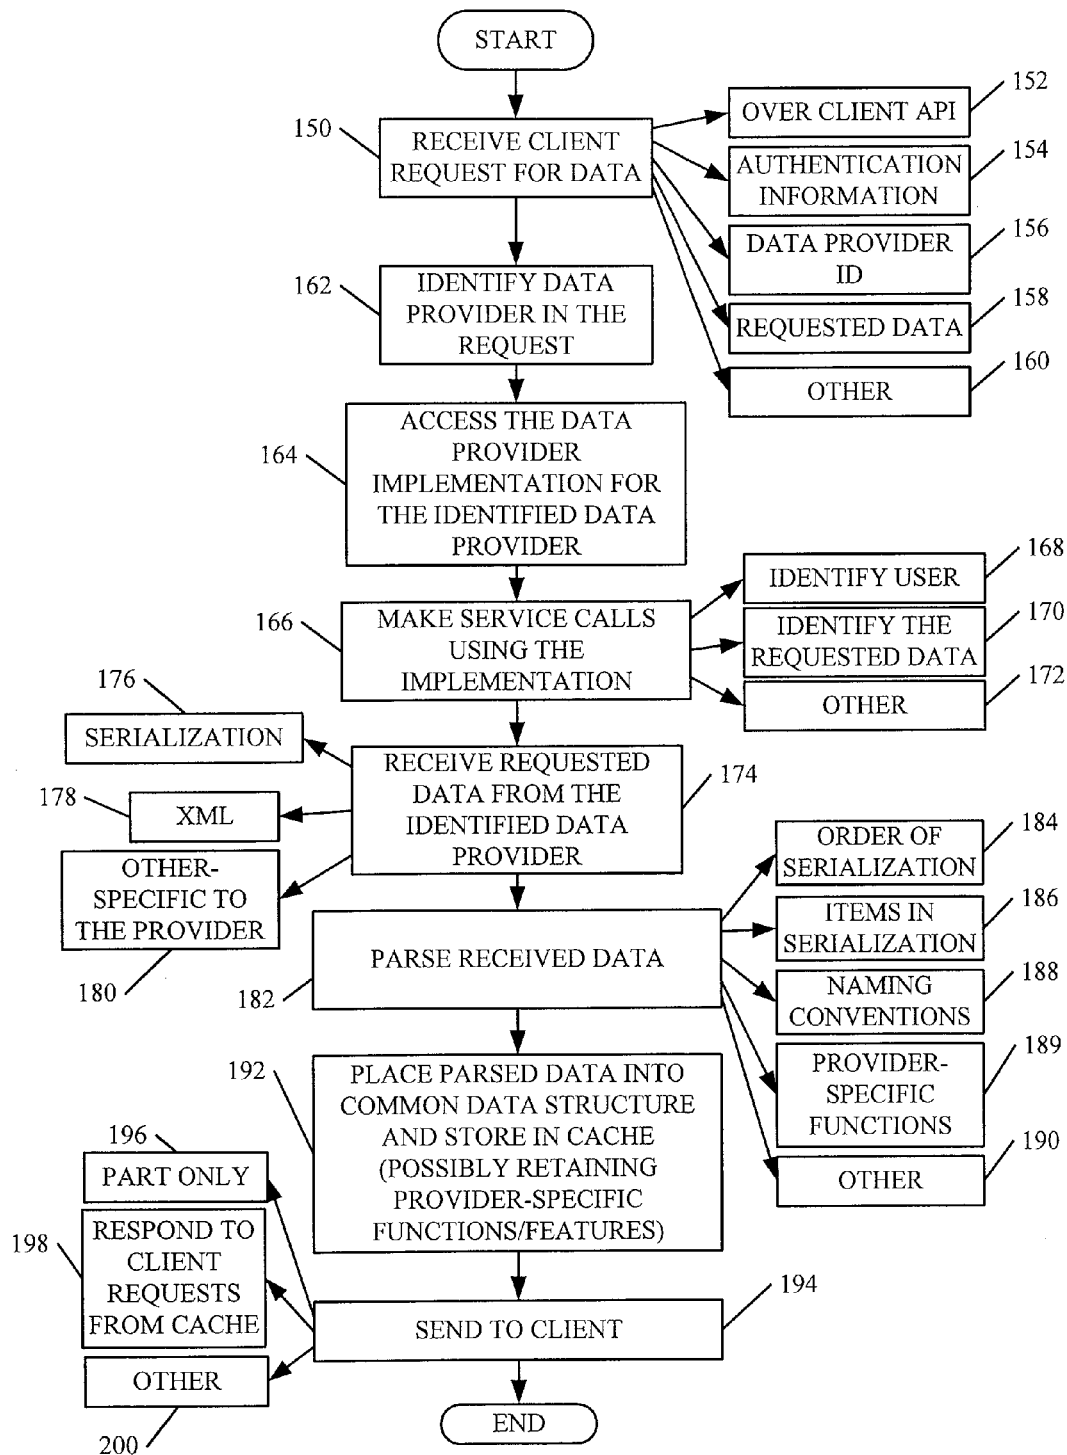 START
150
RECEIVE CLIENT
REQUEST FOR DATA
152
OVER CLIENT API
154
AUTHENTICATION
INFORMATION
156
DATA PROVIDER
ID
158
REQUESTED DATA
160
OTHER
162
IDENTIFY DATA
PROVIDER IN THE
REQUEST
164
ACCESS THE DATA
PROVIDER
IMPLEMENTATION FOR
THE IDENTIFIED DATA
PROVIDER
166
MAKE SERVICE CALLS
USING THE
IMPLEMENTATION
168
IDENTIFY USER
170
IDENTIFY THE
REQUESTED DATA
172
OTHER
174
RECEIVE REQUESTED
DATA FROM THE
IDENTIFIED DATA
PROVIDER
176
SERIALIZATION
178
XML
OTHER-
SPECIFIC TO
THE PROVIDER
180
182
PARSE RECEIVED DATA
184
ORDER OF
SERIALIZATION
186
ITEMS IN
SERIALIZATION
188
NAMING
CONVENTIONS
189
PROVIDER-
SPECIFIC
FUNCTIONS
190
OTHER
192
PLACE PARSED DATA INTO
COMMON DATA STRUCTURE
AND STORE IN CACHE
(POSSIBLY RETAINING
PROVIDER-SPECIFIC
FUNCTIONS/FEATURES)
194
SEND TO CLIENT
196
PART ONLY
198
RESPOND TO
CLIENT
REQUESTS
FROM CACHE
OTHER
200
END